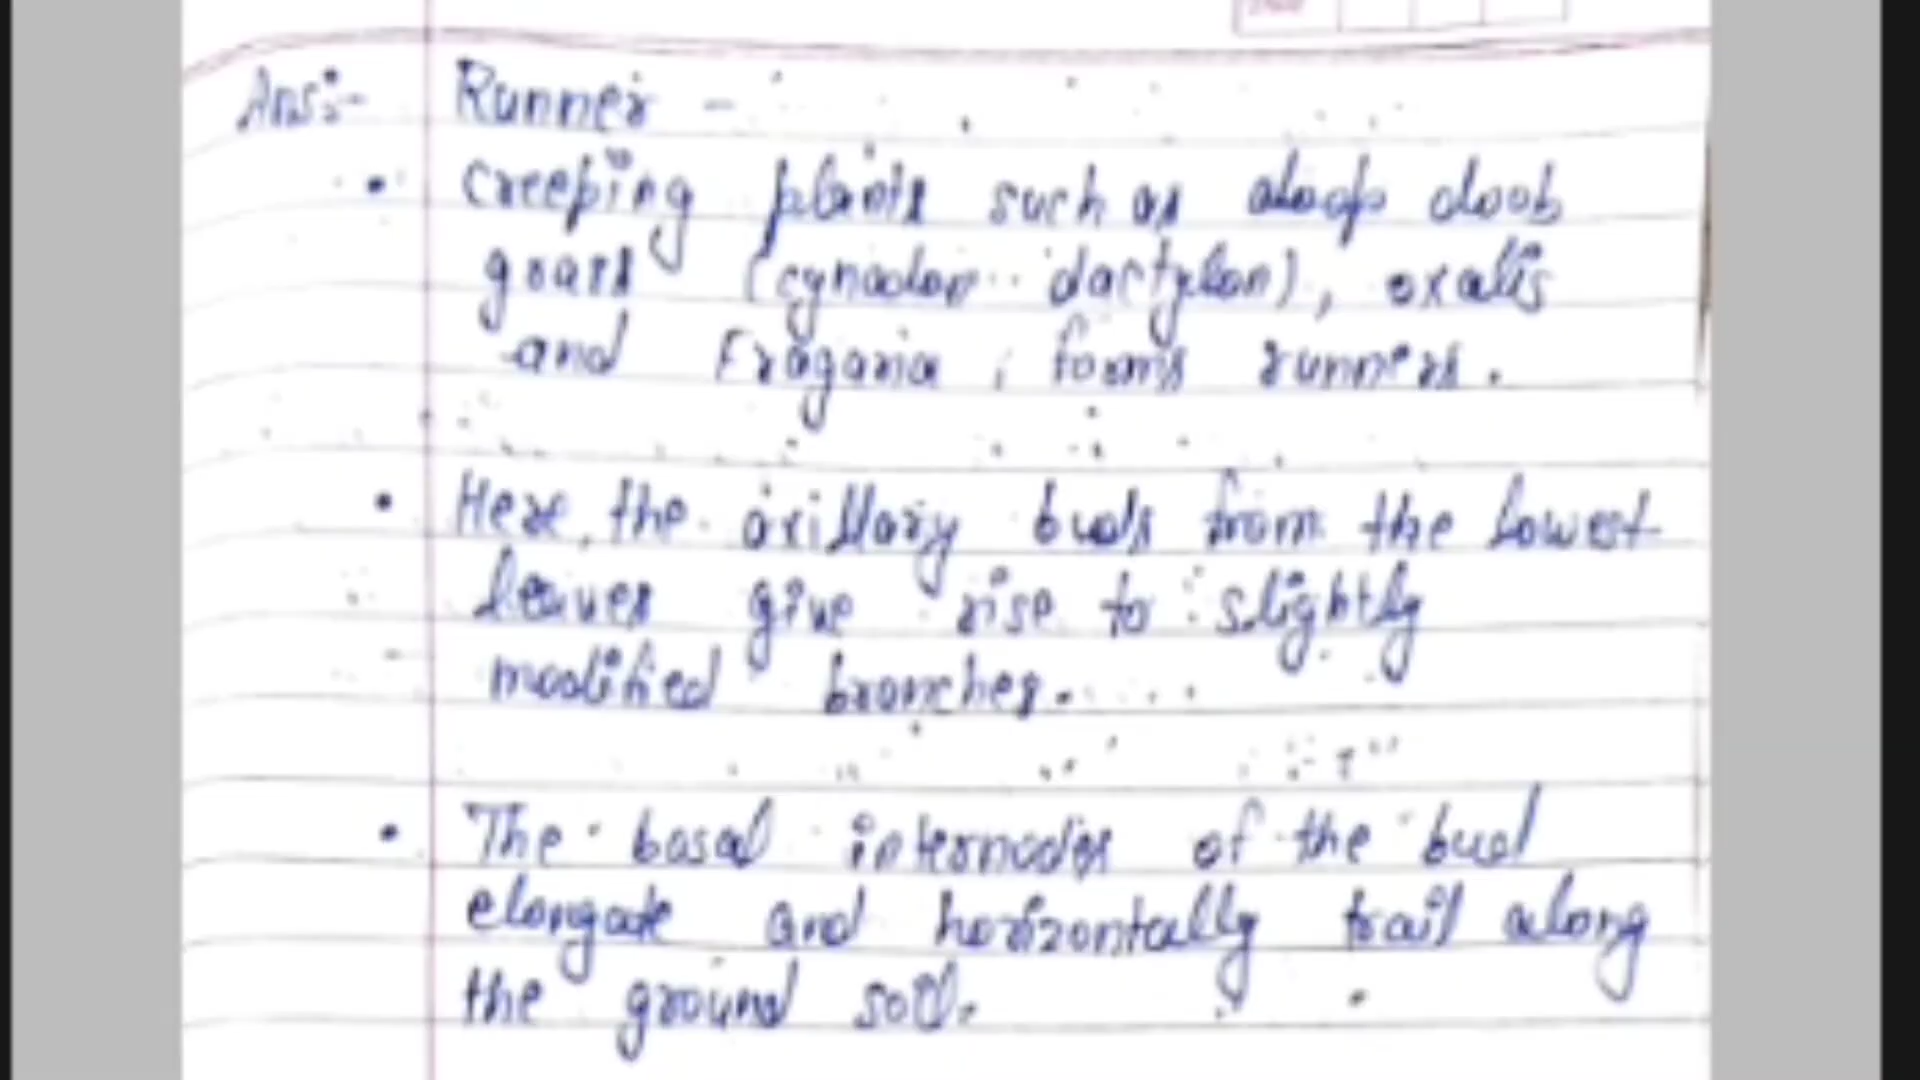 Ans:- Runner -
• creeping plants such as doop doob
grass (cynodon dactylon), oxalis
and Fragaria, forms runners.
• Here, the axillary buds from the lowest
leaves give rise to slightly
modified branches.
• The basal internodes of the bud
elongate and horizontally trail along
the ground soil.